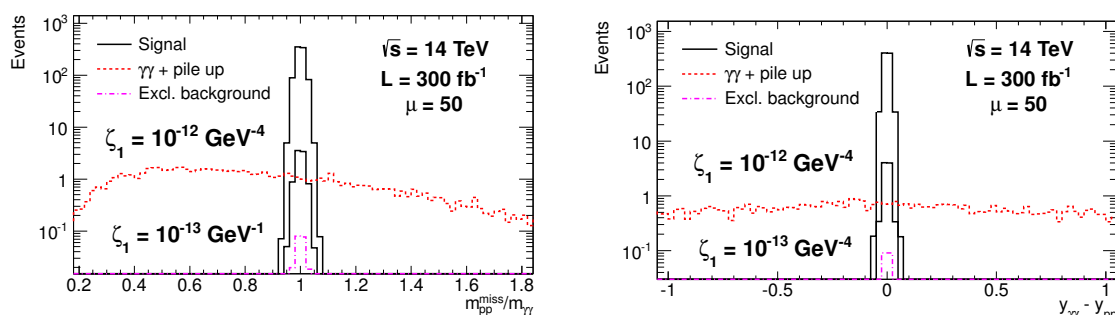 Events
10³
10²
10
1
10⁻¹
Signal
γγ + pile up
Excl. background
√s = 14 TeV
L = 300 fb⁻¹
μ = 50
ζ₁ = 10⁻¹² GeV⁻⁴
ζ₁ = 10⁻¹³ GeV⁻¹
0.2 0.4 0.6 0.8 1 1.2 1.4 1.6 1.8
m_pp^miss/m_γγ
Events
10³
10²
10
1
10⁻¹
Signal
γγ + pile up
Excl. background
√s = 14 TeV
L = 300 fb⁻¹
μ = 50
ζ₁ = 10⁻¹² GeV⁻⁴
ζ₁ = 10⁻¹³ GeV⁻⁴
-1 -0.5 0 0.5 1
y_γγ - y_pp